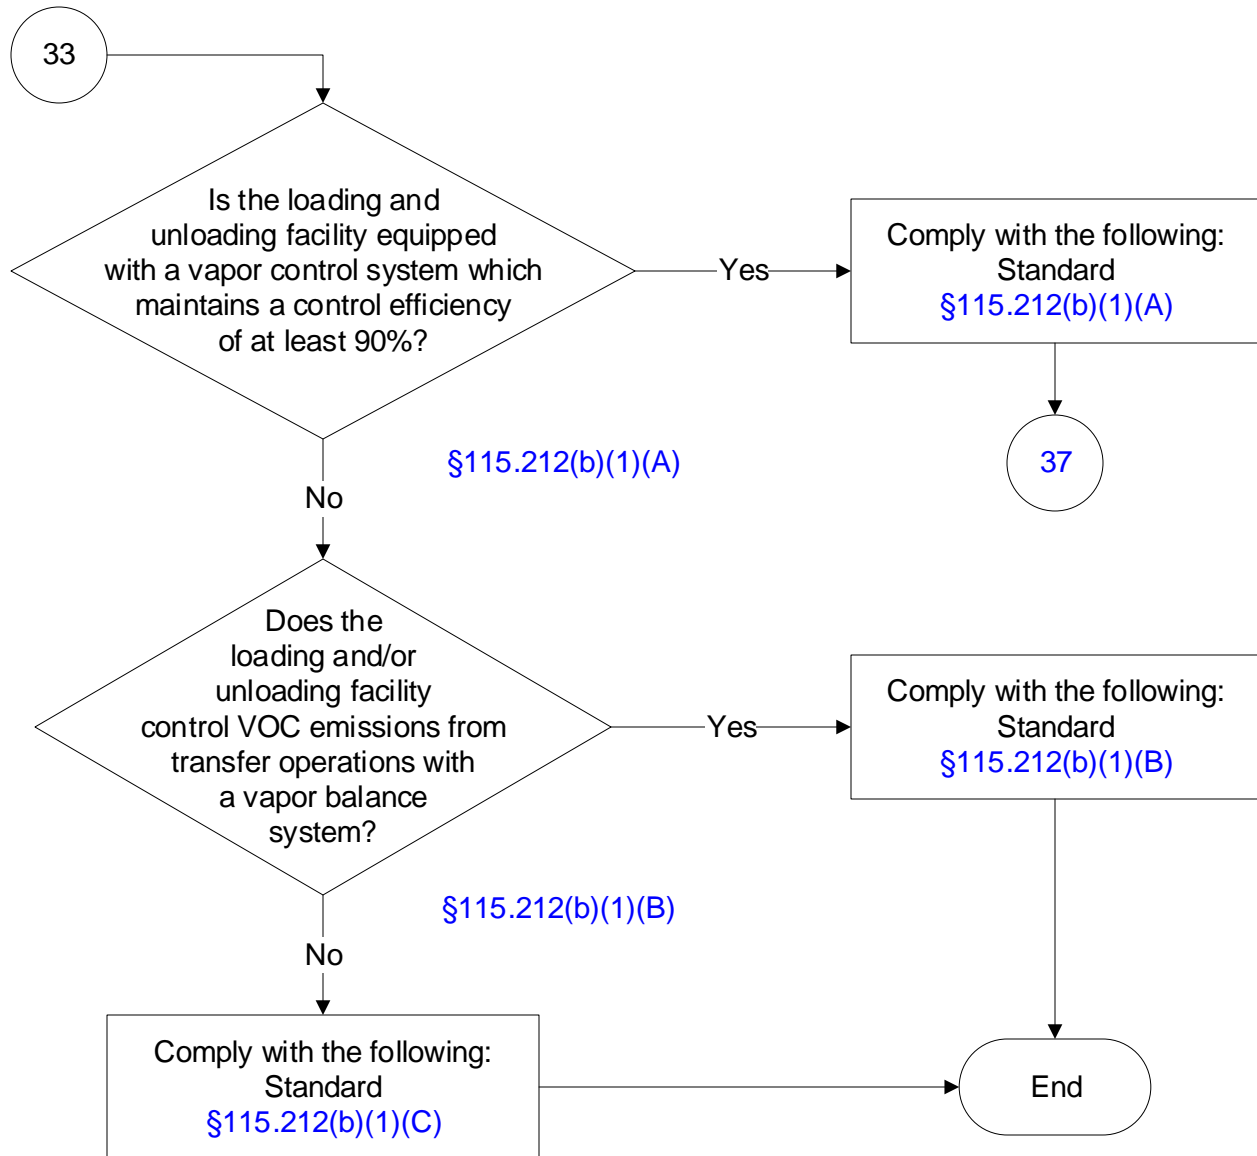 33
Is the loading and
unloading facility equipped
with a vapor control system which
maintains a control efficiency
of at least 90%?
Yes
Comply with the following:
Standard
§115.212(b)(1)(A)
37
§115.212(b)(1)(A)
No
Does the
loading and/or
unloading facility
control VOC emissions from
transfer operations with
a vapor balance
system?
Yes
Comply with the following:
Standard
§115.212(b)(1)(B)
§115.212(b)(1)(B)
No
Comply with the following:
Standard
§115.212(b)(1)(C)
End